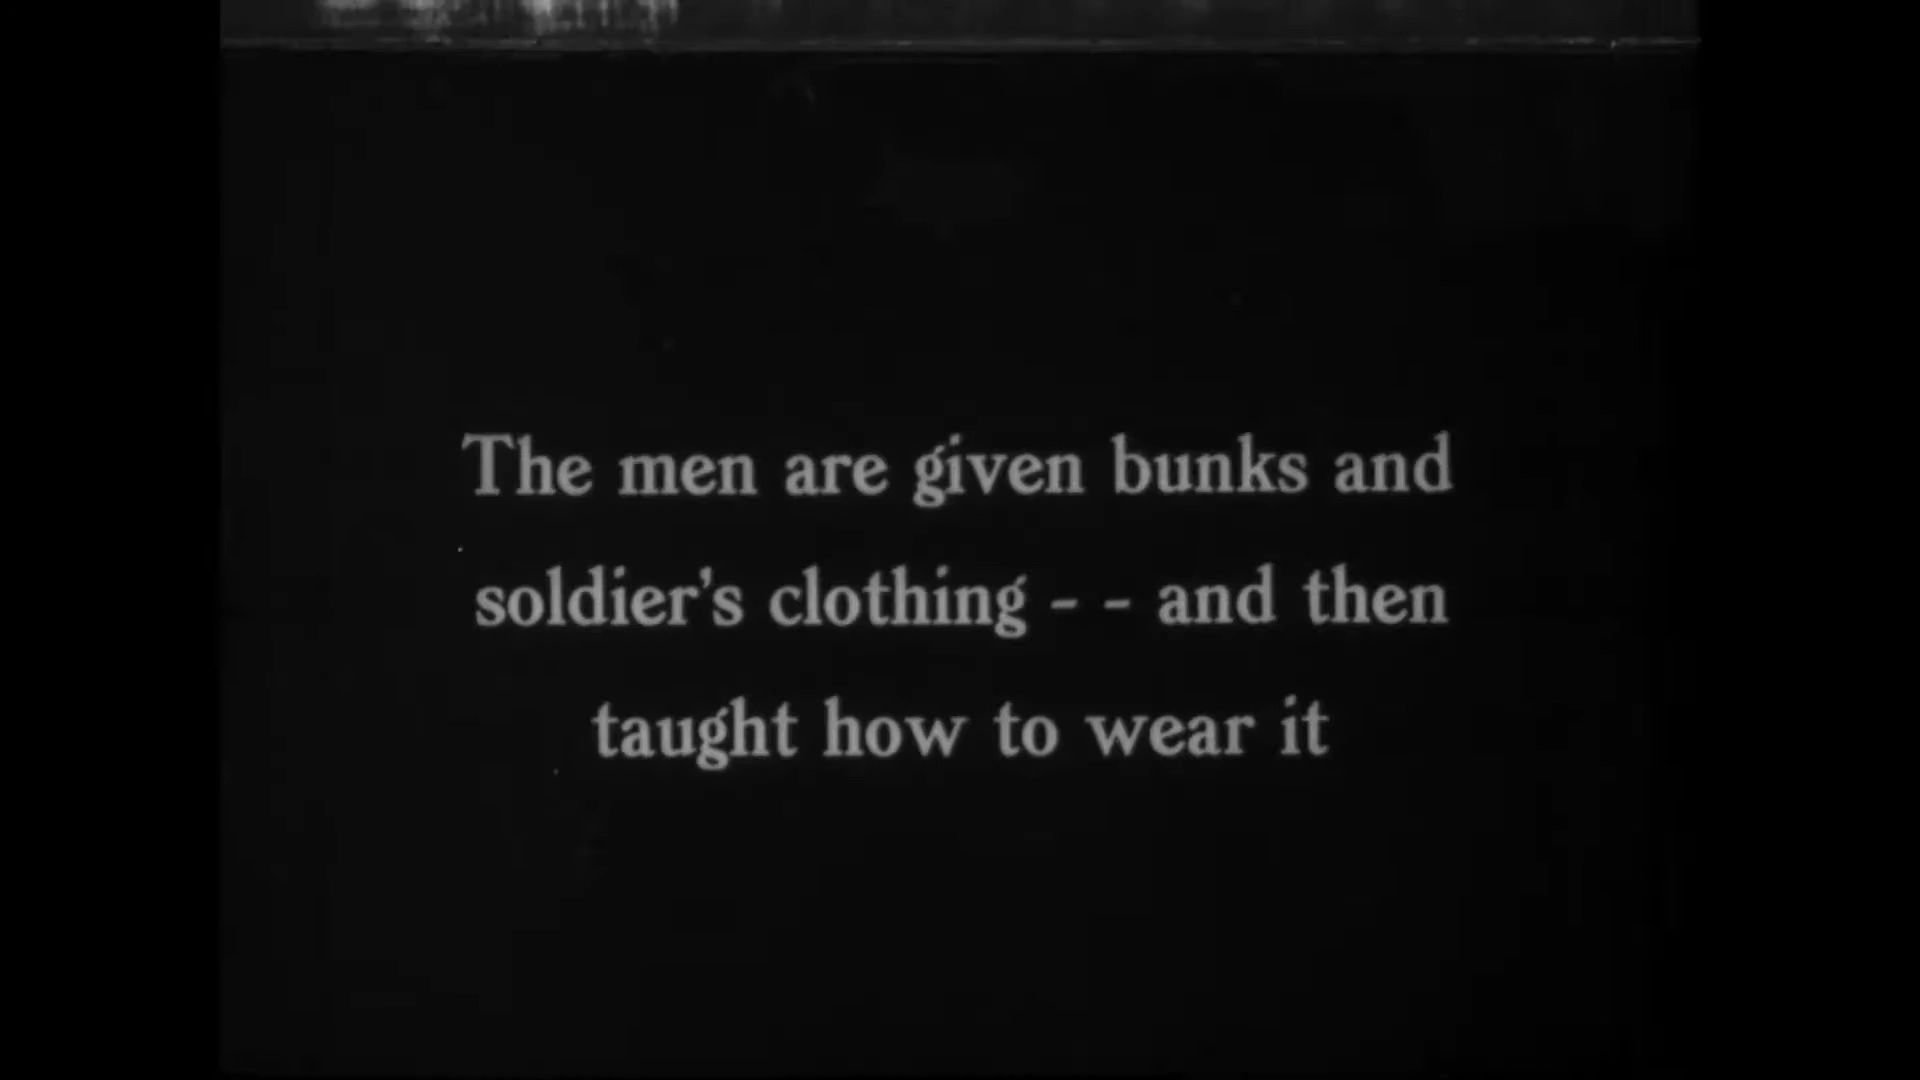 The men are given bunks and
soldier's clothing - - and then
taught how to wear it